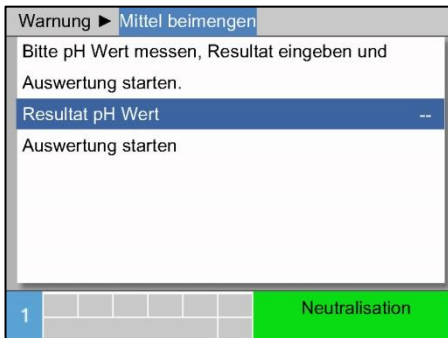 Warnung ► Mittel beimengen
Bitte pH Wert messen, Resultat eingeben und
Auswertung starten.
Resultat pH Wert --
Auswertung starten
1 Neutralisation